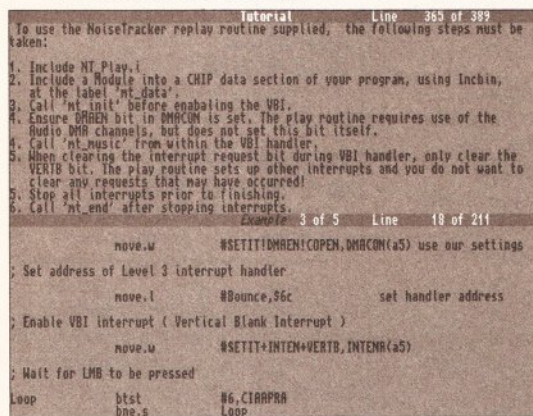 Tutorial Line 365 of 389
To use the NoiseTracker replay routine supplied, the followlng steps must be
taken:
1. Include NT_Play.i
2. Include a Module into a CHIP data section of your program, using Incbin,
at the label 'mt_data'.
3. Call 'mt_init' before enabaling the VBI.
4. Ensure DMAEN bit in DMACON is set. The play routine requires use of the
Audio DMA channels, but does not set this bit itself.
4. Call 'mt_music' from within the VBI handler.
5. When clearing the interrupt request bit during VBI handler, only clear the
VERTB bit. The play routine sets up other interrupts and you do not want to
clear any requests that may have occurred!
5. Stop all interrupts prior to finishing.
6. Call 'mt_end' after stopping interrupts.
Example 3 of 5 Line 18 of 211
move.w #SETIT!DMAEN!COPEN,DMACON(a5) use our settings
; Set address of Level 3 interrupt handler
move.l #Bounce,$6c set handler address
; Enable VBI interrupt ( Vertical Blank Interrupt )
move.w #SETIT+INTEN+VERTB,INTENA(a5)
; Wait for LMB to be pressed
Loop btst #6,CIAAPRA
bne.s Loop